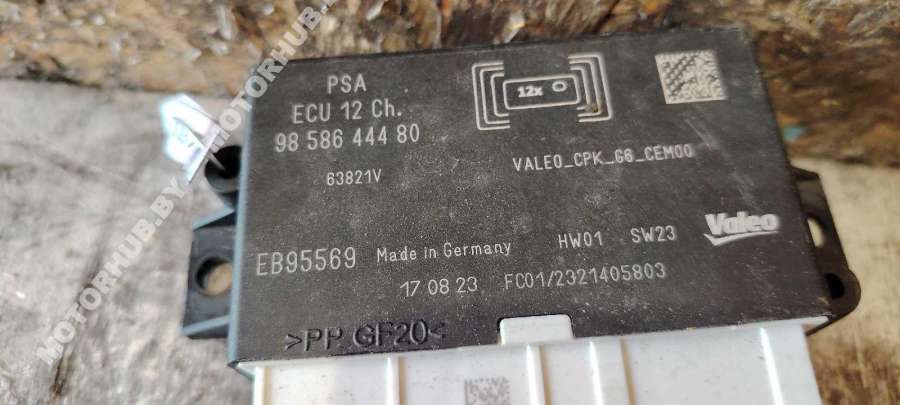 PSA
ECU 12 Ch.
98 586 444 80
63821V
12x
VALEO_CPK_G6_CEM00
EB95569 Made in Germany HW01 SW23 Valeo
17 08 23 FC01/2321405803
>PP GF20<
MOTORHUB.BY
MOTORHUB